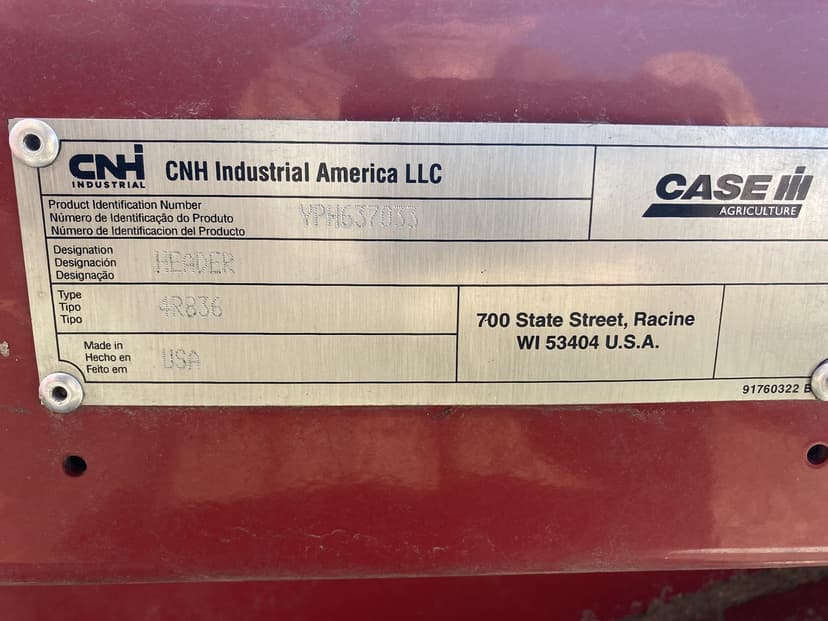 CNH
INDUSTRIAL
CNH Industrial America LLC
CASE IH
AGRICULTURE
Product Identification Number
Número de Identificação do Produto
Número de Identificacion del Producto
YPH637033
Designation
Designación
Designação
HEADER
Type
Tipo
Tipo
4R836
700 State Street, Racine
WI 53404 U.S.A.
Made in
Hecho en
Feito em
USA
91760322 B